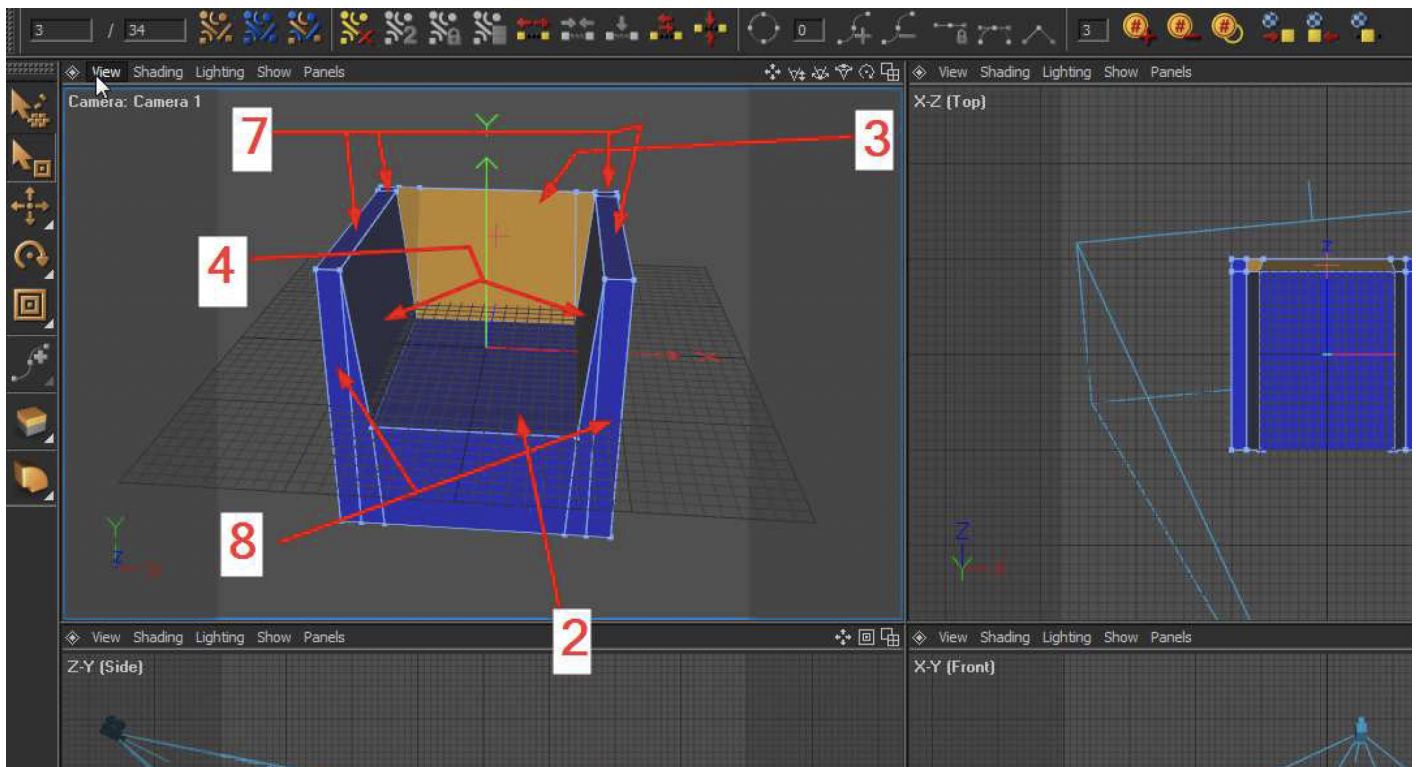 3 / 34
2
0
3
View Shading Lighting Show Panels
View Shading Lighting Show Panels
Camera: Camera 1
X-Z (Top)
7
3
4
8
2
Y
X
Z
Y
Z
X
Z
Y
X
View Shading Lighting Show Panels
View Shading Lighting Show Panels
Z-Y (Side)
X-Y (Front)